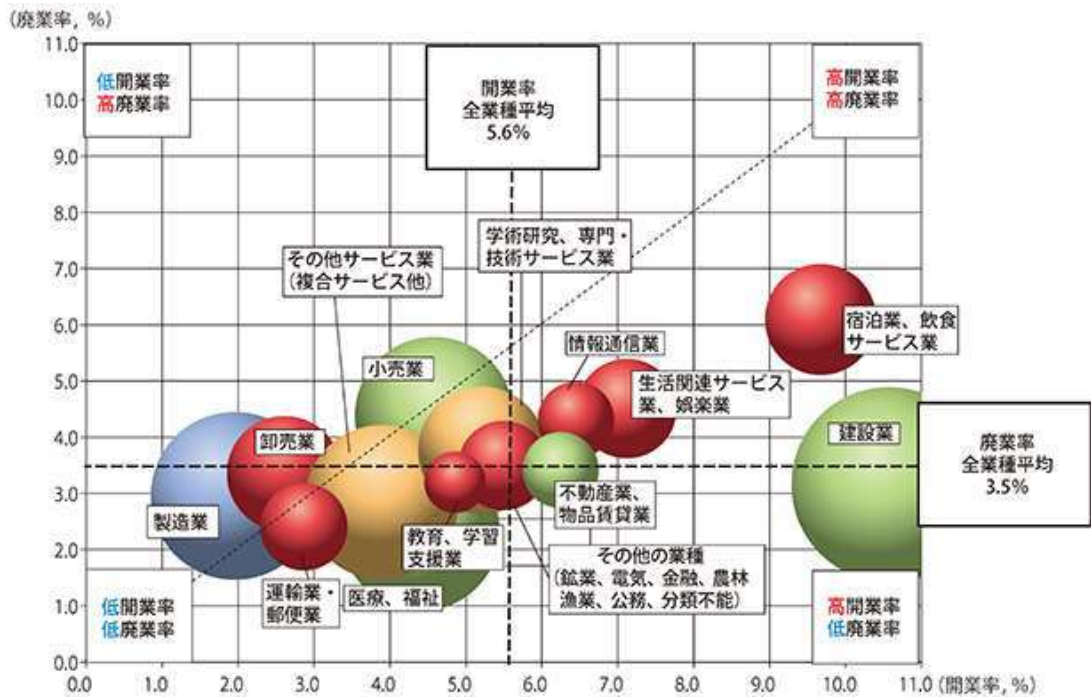 (廃業率, %)
11.0
10.0
9.0
8.0
7.0
6.0
5.0
4.0
3.0
2.0
1.0
0.0
低開業率
高廃業率
開業率
全業種平均
5.6%
高開業率
高廃業率
学術研究、専門・
技術サービス業
その他サービス業
(複合サービス他)
宿泊業、飲食
サービス業
情報通信業
小売業
生活関連サービス
業、娯楽業
建設業
卸売業
廃業率
全業種平均
3.5%
製造業
不動産業、
物品賃貸業
教育、学習
支援業
その他の業種
(鉱業、電気、金融、農林
漁業、公務、分類不能)
運輸業・
郵便業
医療、福祉
低開業率
低廃業率
高開業率
低廃業率
0.0 1.0 2.0 3.0 4.0 5.0 6.0 7.0 8.0 9.0 10.0 11.0 (開業率, %)